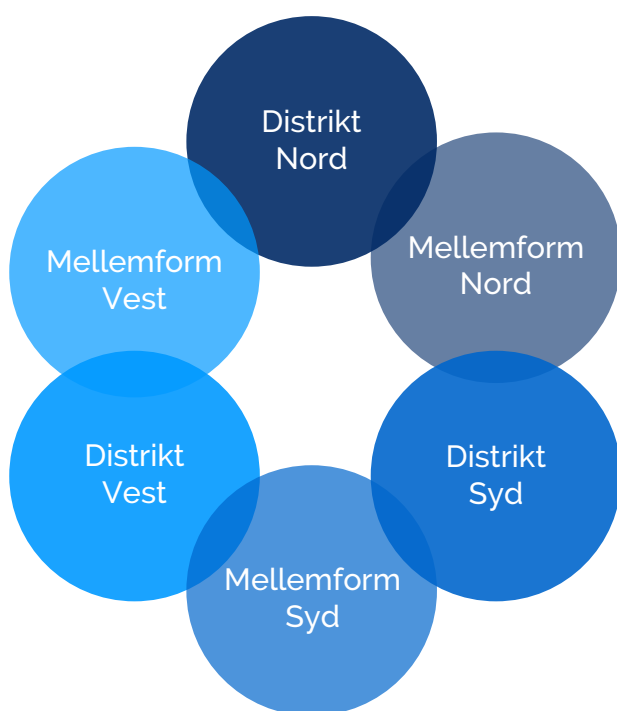 Distrikt
Nord
Mellemform
Nord
Mellemform
Vest
Distrikt
Vest
Distrikt
Syd
Mellemform
Syd